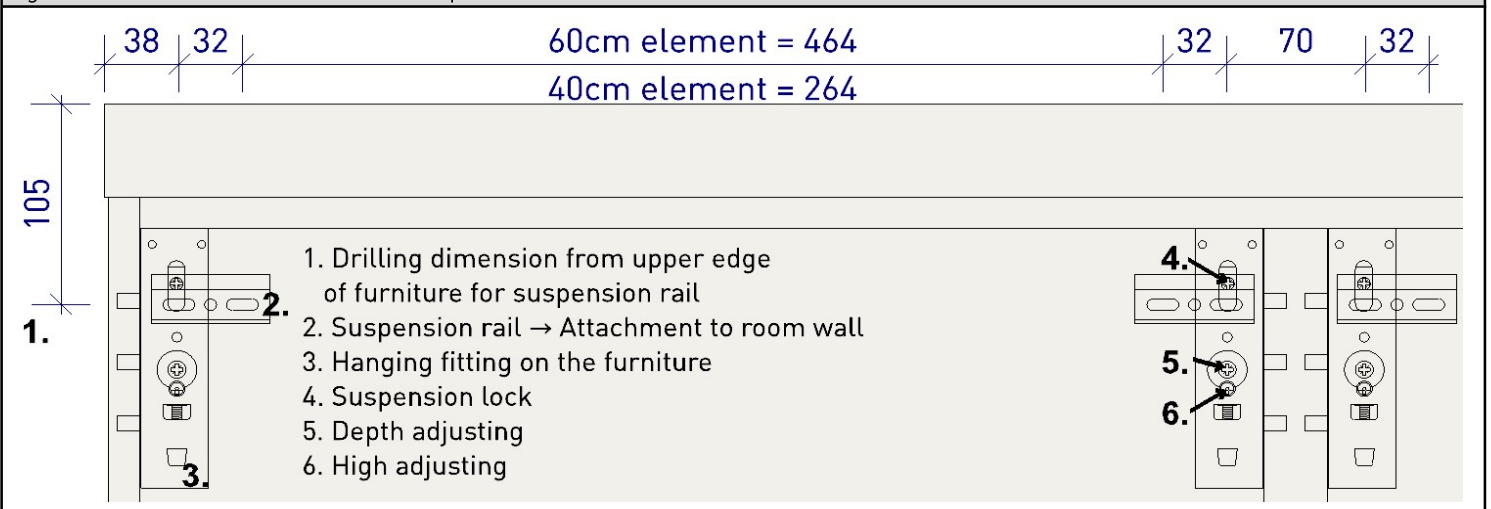 38 32 60cm element = 464 32 70 32
40cm element = 264
105
1. Drilling dimension from upper edge
of furniture for suspension rail
2. Suspension rail → Attachment to room wall
3. Hanging fitting on the furniture
4. Suspension lock
5. Depth adjusting
6. High adjusting
1.
2.
3.
4.
5.
6.